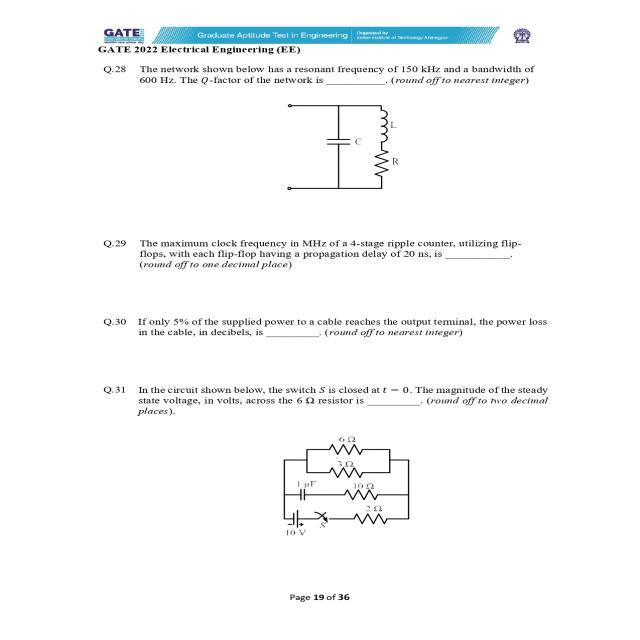 GATE
Graduate Aptitude Test in Engineering
Organised by
Indian Institute of Technology Kharagpur
GATE 2022 Electrical Engineering (EE)
Q.28 The network shown below has a resonant frequency of 150 kHz and a bandwidth of
600 Hz. The Q-factor of the network is __________. (round off to nearest integer)
L
C
R
Q.29 The maximum clock frequency in MHz of a 4-stage ripple counter, utilizing flip-
flops, with each flip-flop having a propagation delay of 20 ns, is ___________.
(round off to one decimal place)
Q.30 If only 5% of the supplied power to a cable reaches the output terminal, the power loss
in the cable, in decibels, is _________. (round off to nearest integer)
Q.31 In the circuit shown below, the switch S is closed at t = 0. The magnitude of the steady
state voltage, in volts, across the 6 Ω resistor is _________. (round off to two decimal
places).
6 Ω
3 Ω
1 μF 10 Ω
2 Ω
S
10 V
Page 19 of 36